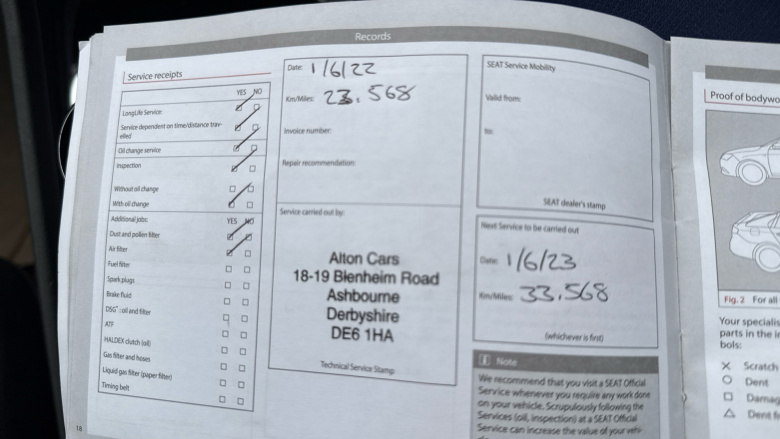 Records
Service receipts
YES NO
LongLife Service
Service dependent on time/distance trav-
elled
Oil change service
Inspection
Without oil change
With oil change
Additional jobs: YES NO
Dust and pollen filter
Air filter
Fuel filter
Spark plugs
Brake fluid
DSG®: oil and filter
ATF
HALDEX clutch (oil)
Gas filter and hoses
Liquid gas filter (paper filter)
Timing belt
18
Date: 1/6/22
Km/Miles: 23.568
Invoice number:
Repair recommendation:
Service carried out by:
Alton Cars
18-19 Blenheim Road
Ashbourne
Derbyshire
DE6 1HA
Technical Service Stamp
SEAT Service Mobility
Valid from:
to:
SEAT dealer's stamp
Next Service to be carried out
Date: 1/6/23
Km/Miles: 33.568
(whichever is first)
Note
We recommend that you visit a SEAT Official
Service whenever you require any work done
on your vehicle. Scrupulously following the
Services (oil, inspection) at a SEAT Official
Service can increase the value of your vehi-
Proof of bodywo
Fig. 2 For all
Your specialis
parts in the i
bols:
Scratch
Dent
Damag
Dent